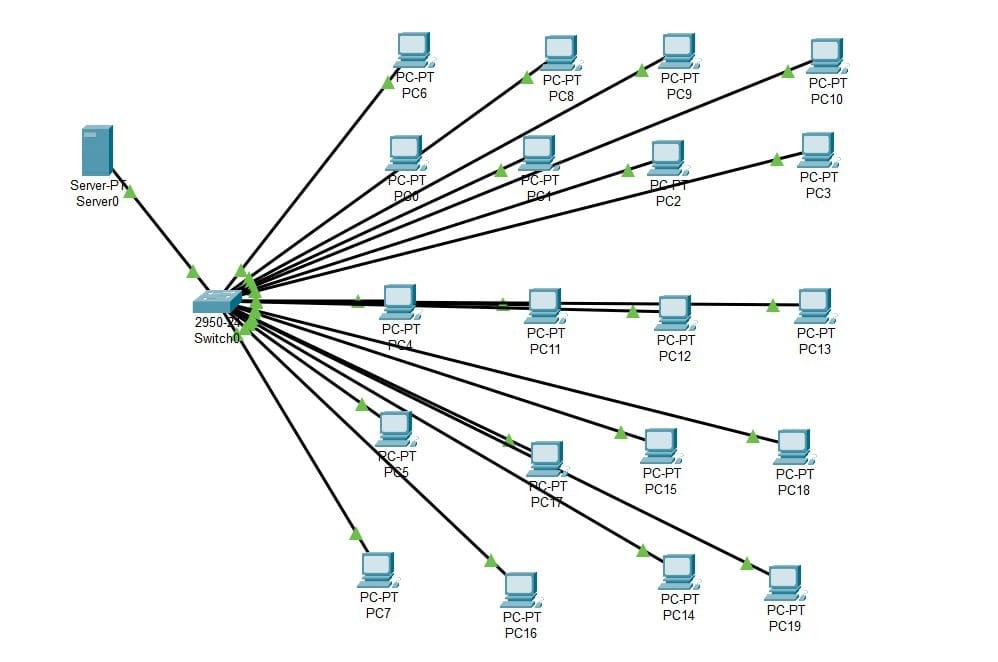 PC-PT
PC6
PC-PT
PC8
PC-PT
PC9
PC-PT
PC10
Server-PT
Server0
PC-PT
PC0
PC-PT
PC1
PC-PT
PC2
PC-PT
PC3
2950-24
Switch0
PC-PT
PC4
PC-PT
PC11
PC-PT
PC12
PC-PT
PC13
PC-PT
PC5
PC-PT
PC17
PC-PT
PC15
PC-PT
PC18
PC-PT
PC7
PC-PT
PC16
PC-PT
PC14
PC-PT
PC19